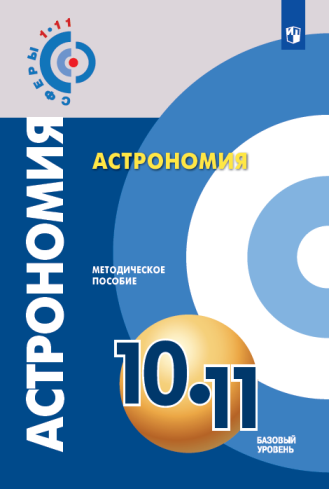 СФЕРЫ 1-11
АСТРОНОМИЯ
АСТРОНОМИЯ
МЕТОДИЧЕСКОЕ
ПОСОБИЕ
10-11
БАЗОВЫЙ
УРОВЕНЬ